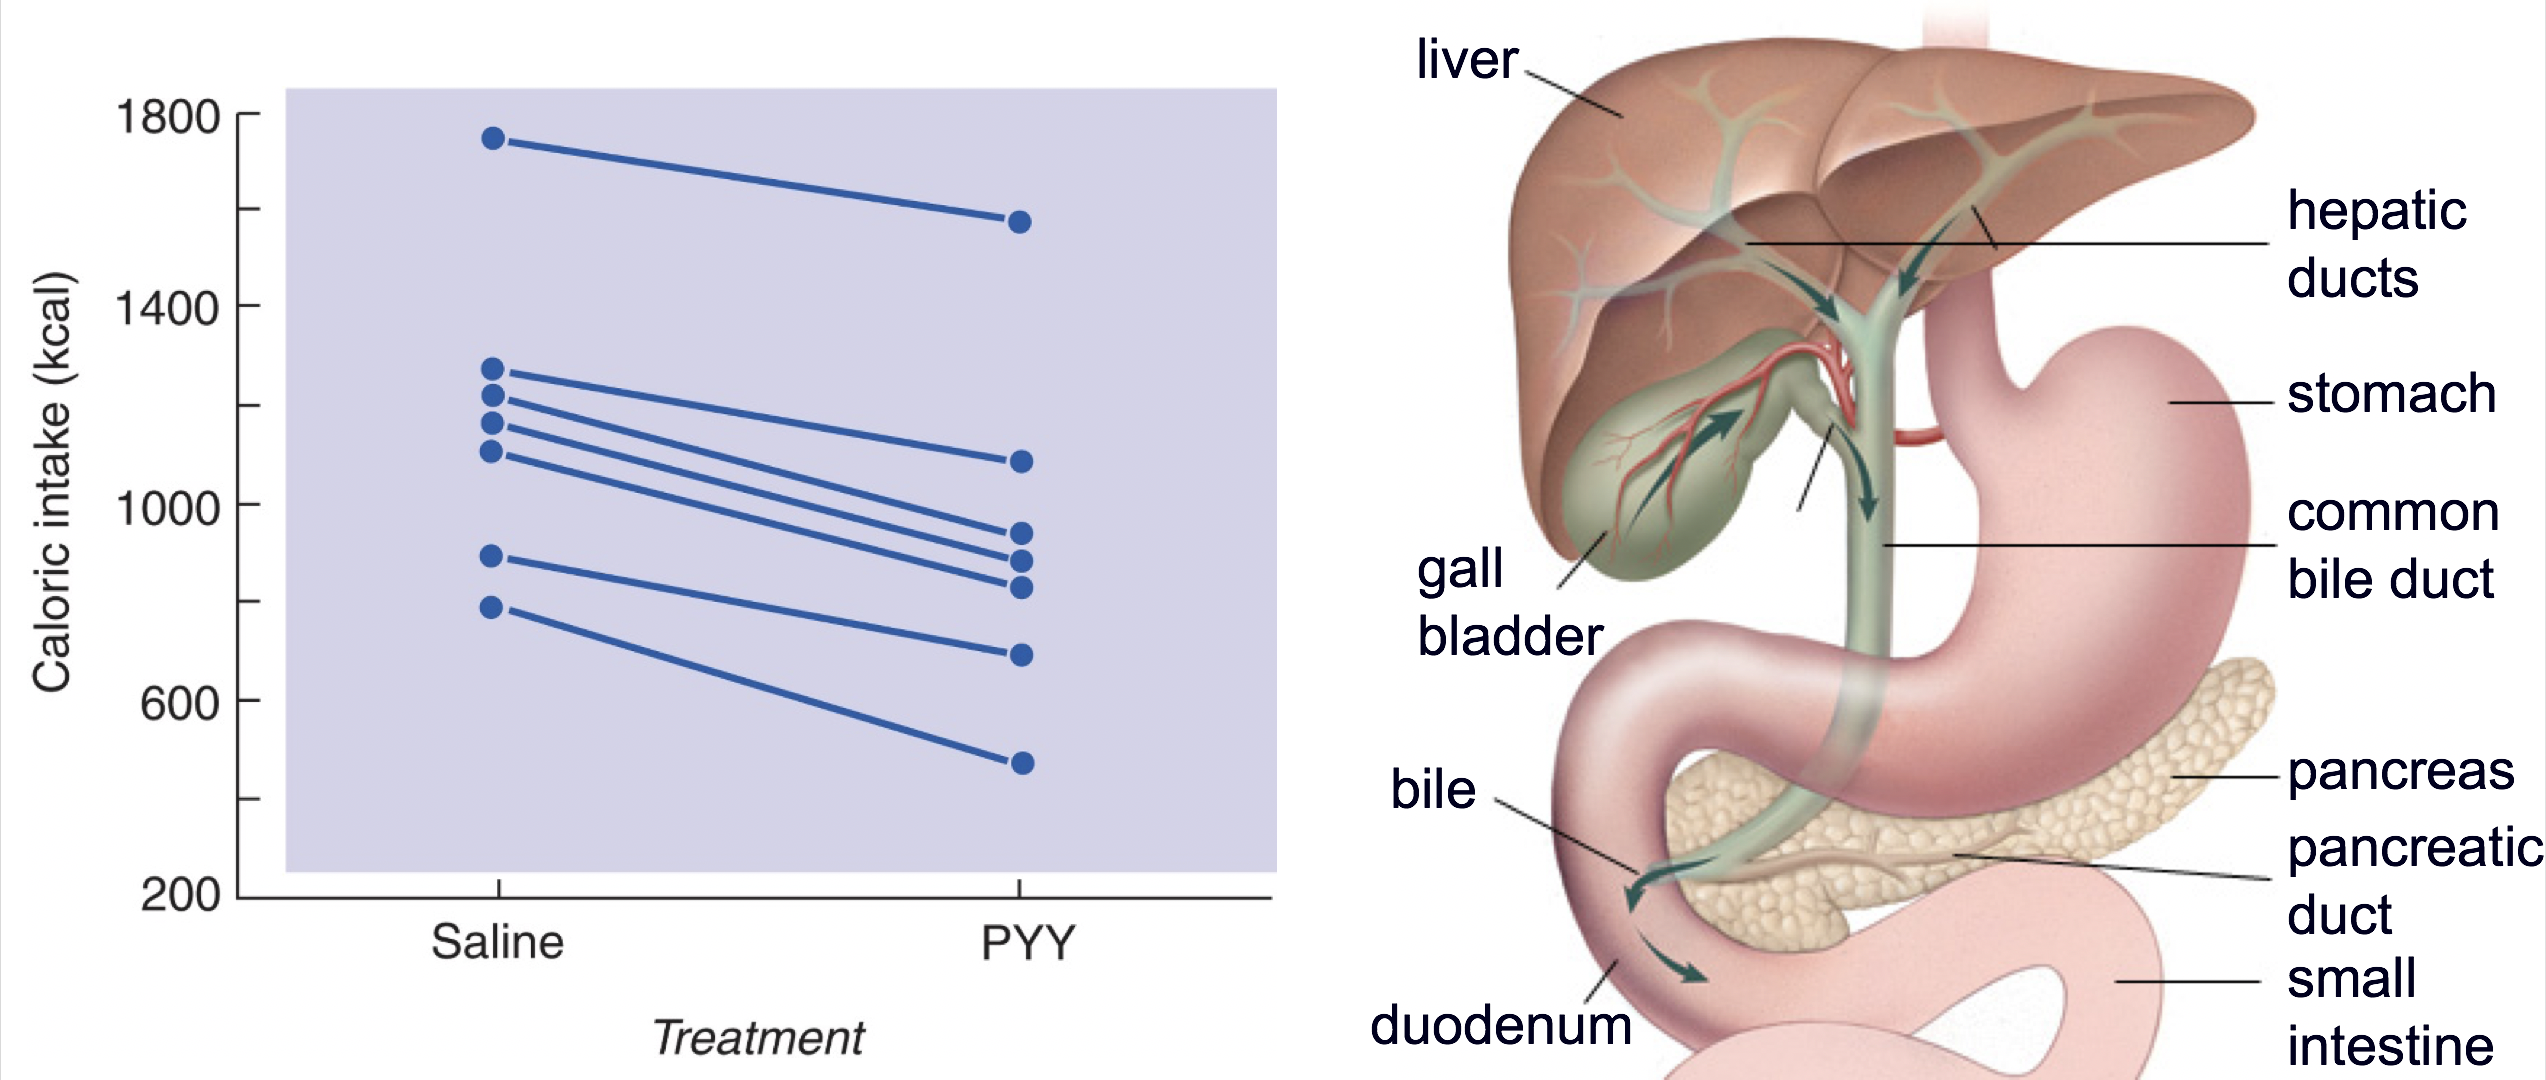 1800
1400
1000
600
200
Caloric intake (kcal)
Saline
PYY
Treatment
liver
hepatic
ducts
stomach
common
bile duct
gall
bladder
bile
pancreas
pancreatic
duct
small
intestine
duodenum